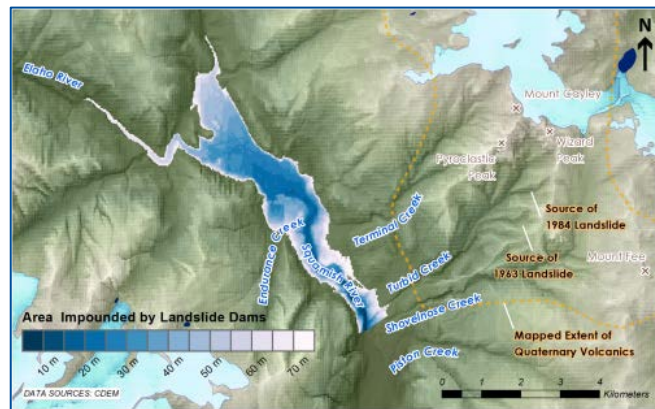 N
Elaho River
Mount Cayley
Wizard
Peak
Pyroclastic
Peak
Source of
1984 Landslide
Terminal Creek
Endurance Creek
Squamish River
Source of
1963 Landslide
Mount Fee
Turbid Creek
Shovelnose Creek
Mapped Extent of
Quaternary Volcanics
Piston Creek
Area Impounded by Landslide Dams
10 m
20 m
30 m
40 m
50 m
60 m
70 m
DATA SOURCES: CDEM
0 1 2 3 4
Kilometers